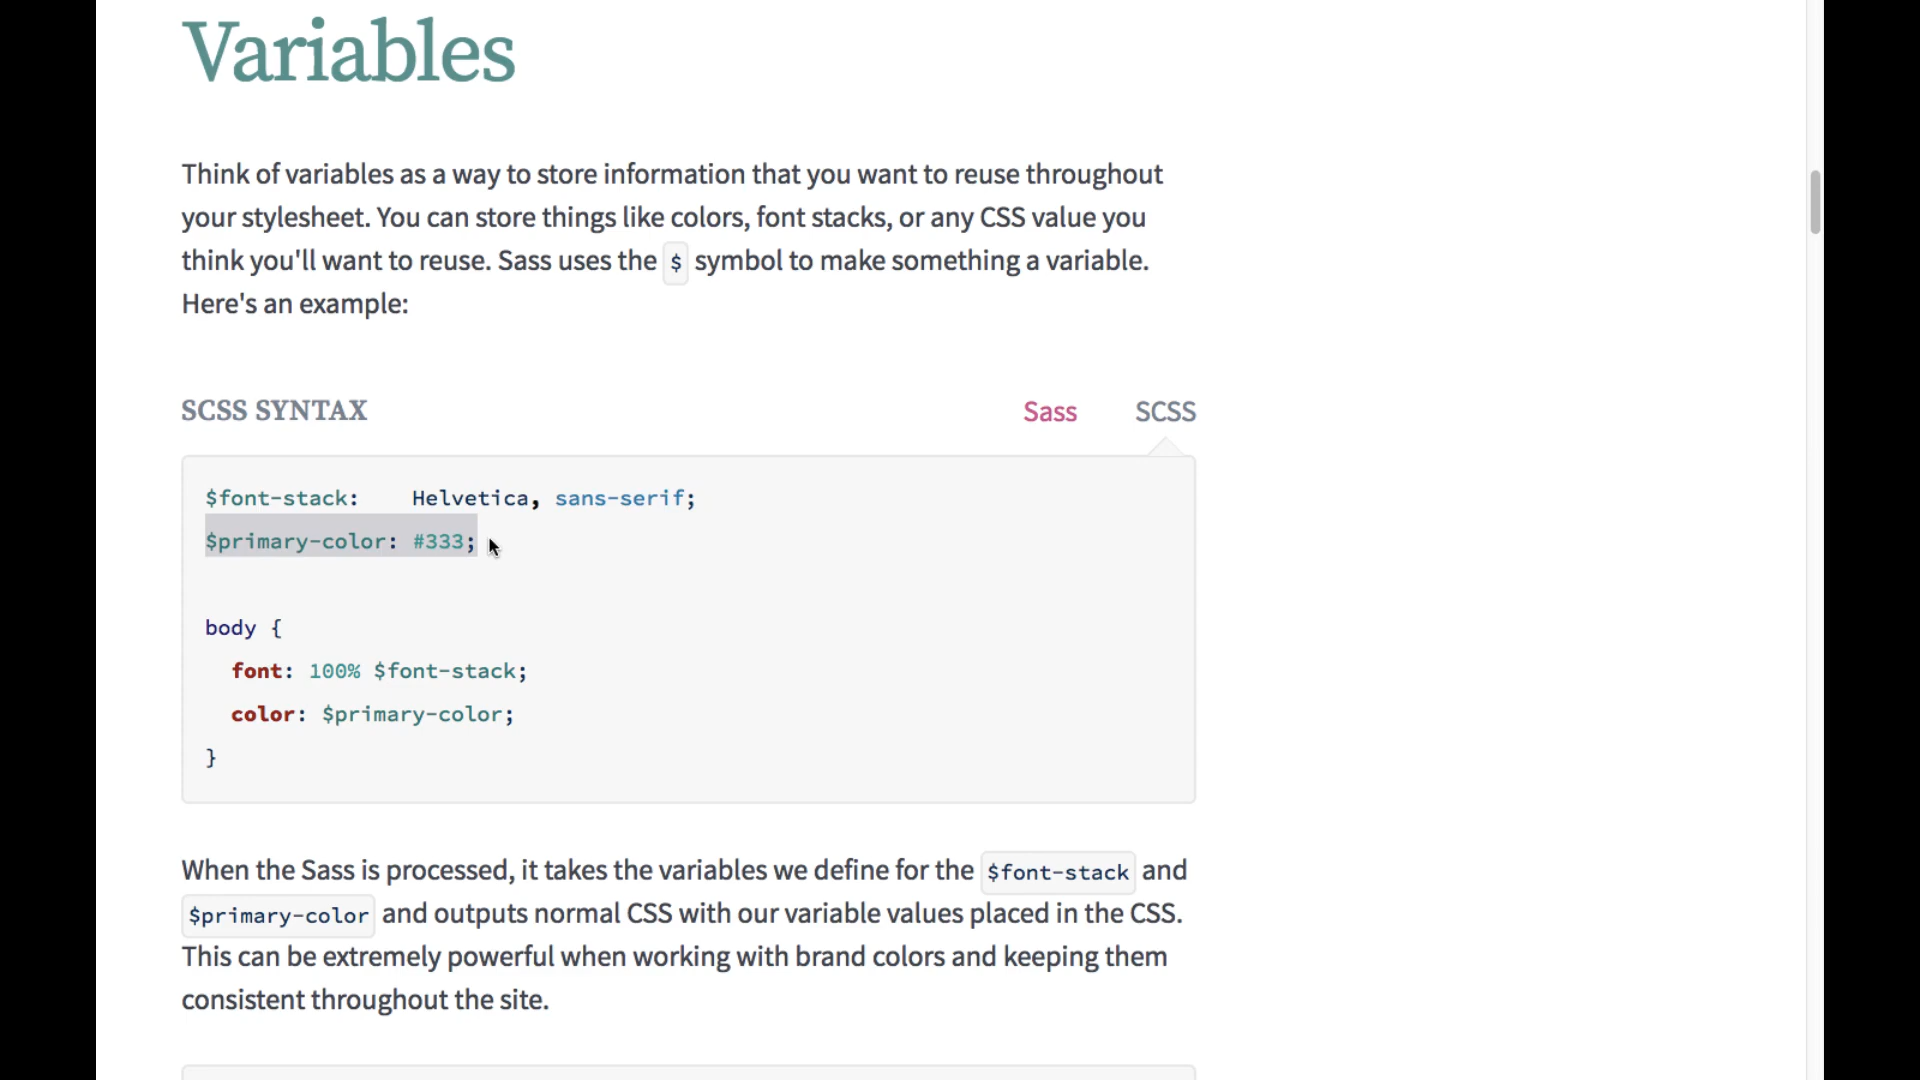 Variables
Think of variables as a way to store information that you want to reuse throughout
your stylesheet. You can store things like colors, font stacks, or any CSS value you
think you'll want to reuse. Sass uses the $ symbol to make something a variable.
Here's an example:
SCSS SYNTAX Sass SCSS
$font-stack:    Helvetica, sans-serif;
$primary-color: #333;
body {
  font: 100% $font-stack;
  color: $primary-color;
}
When the Sass is processed, it takes the variables we define for the $font-stack and
$primary-color and outputs normal CSS with our variable values placed in the CSS.
This can be extremely powerful when working with brand colors and keeping them
consistent throughout the site.